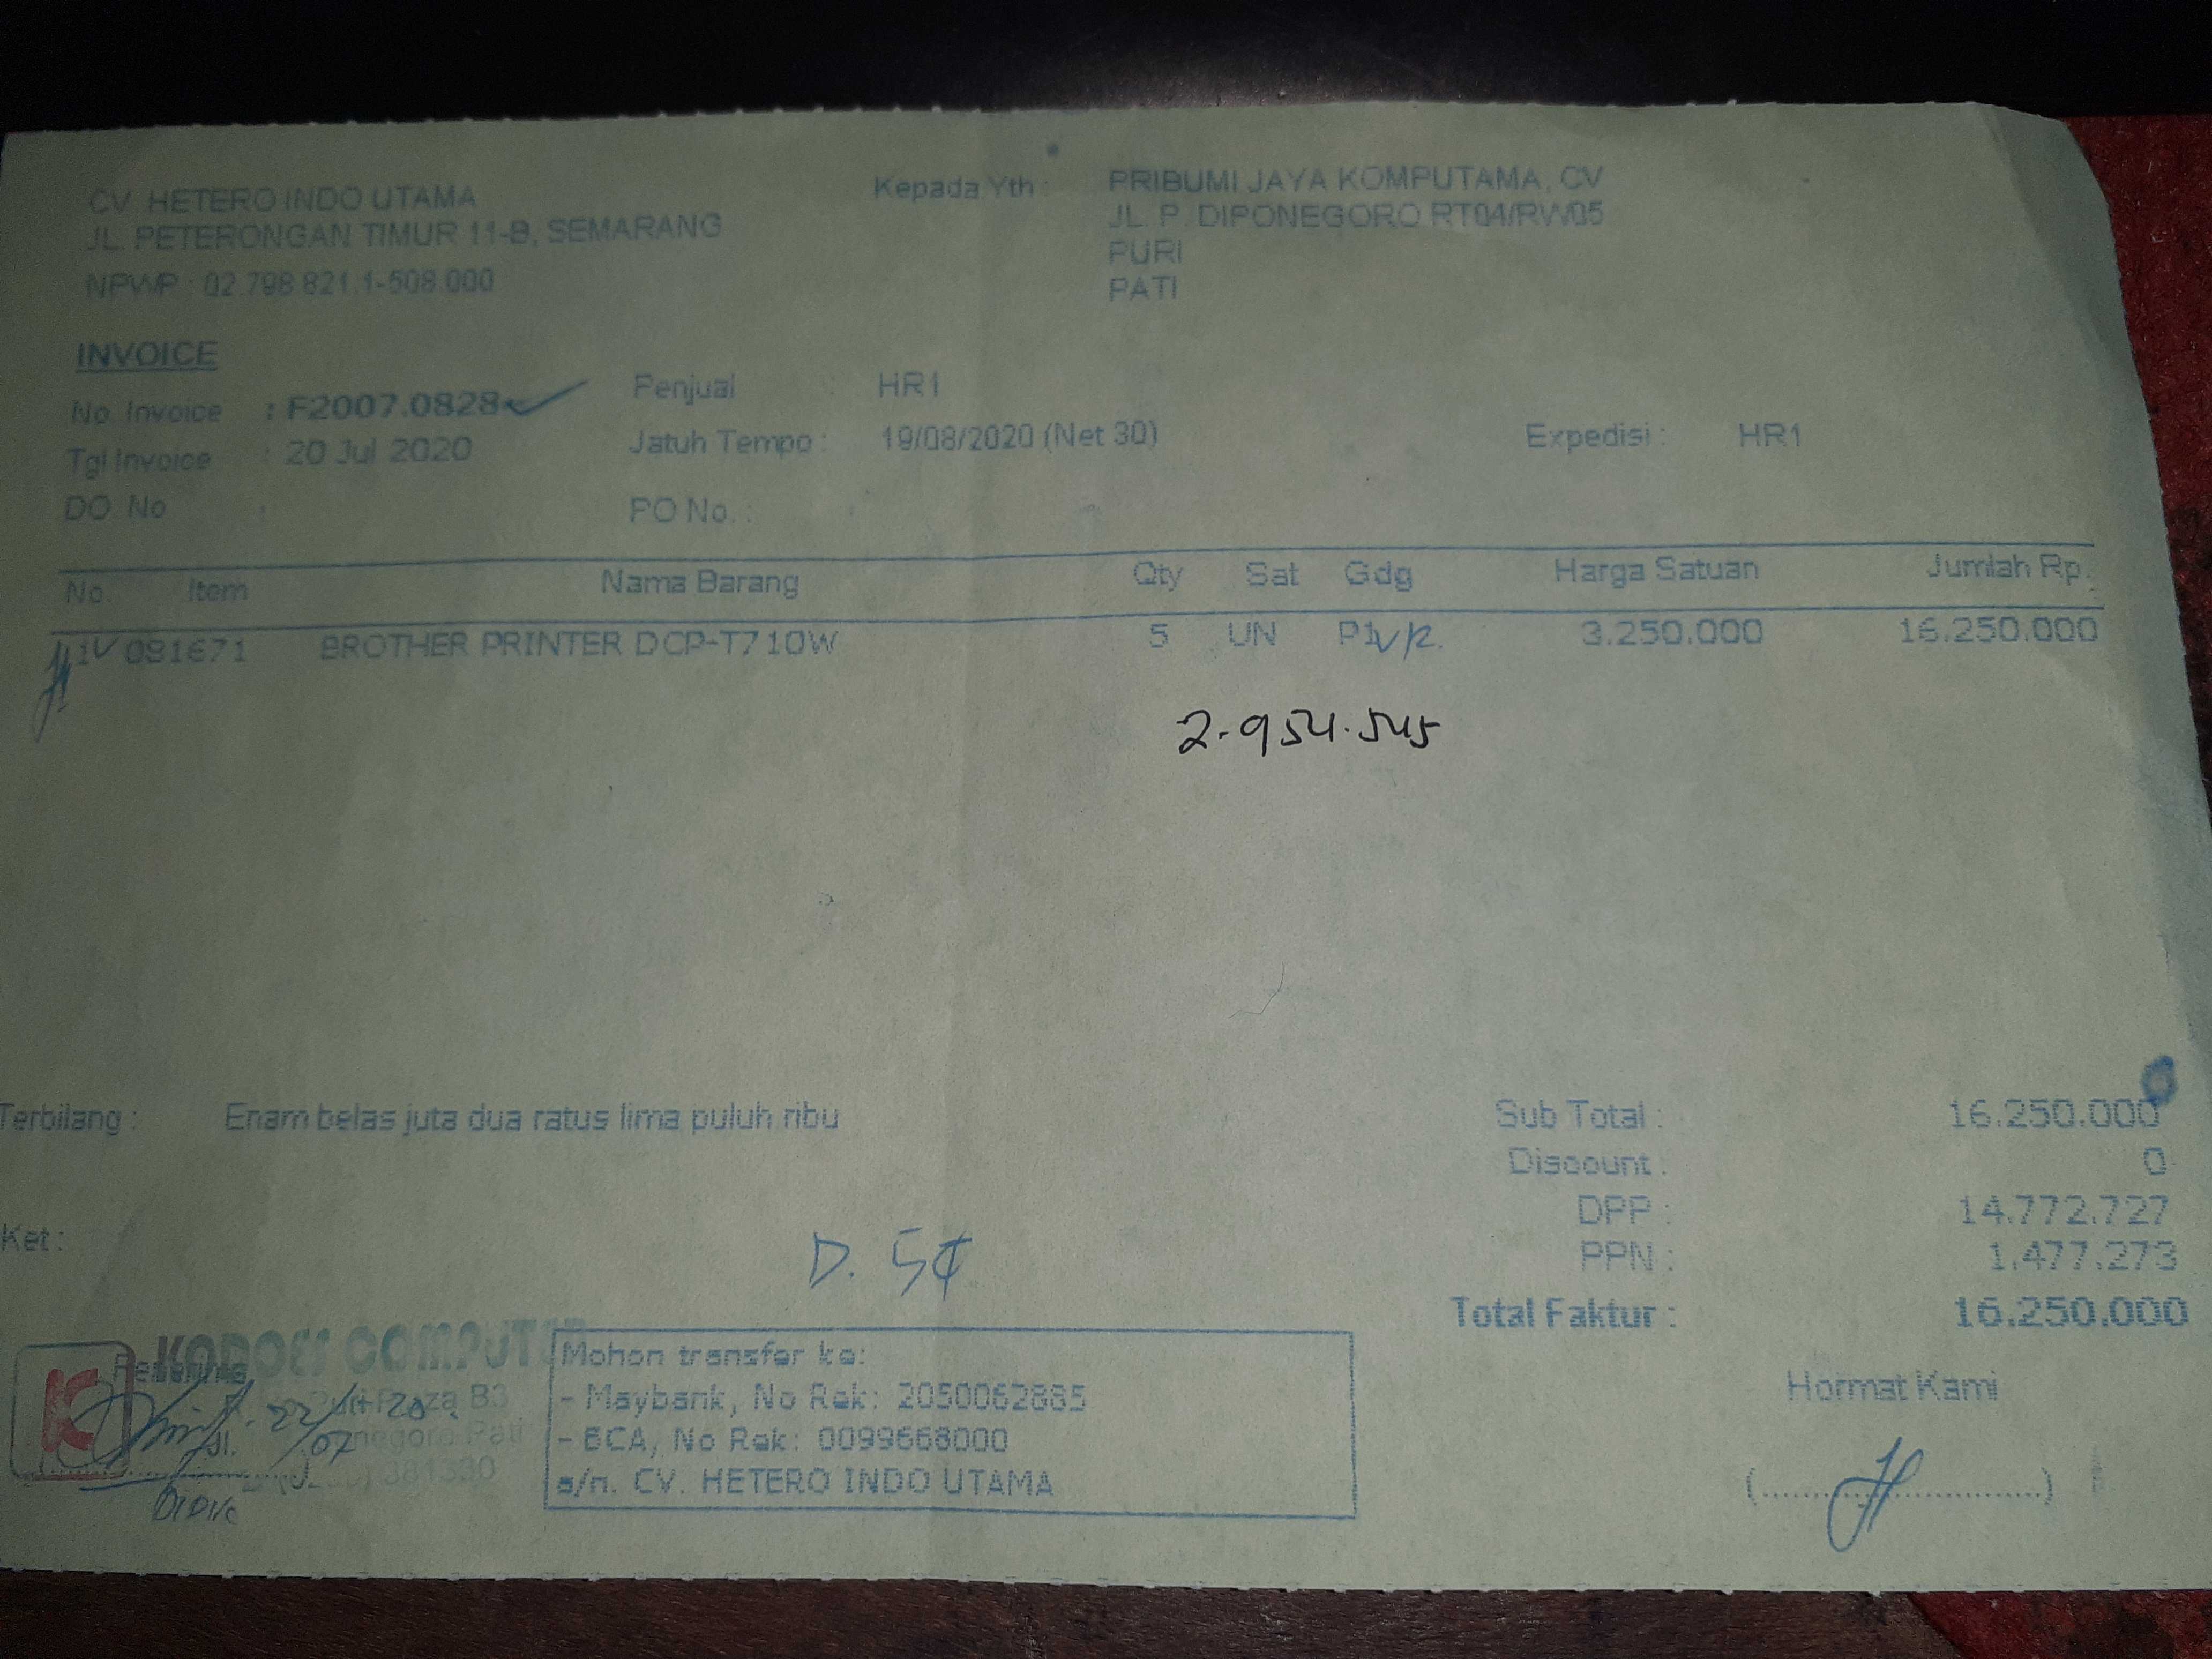 CV. HETERO INDO UTAMA
JL. PETERONGAN TIMUR 11-B, SEMARANG
NPWP : 02.798.821.1-508.000
Kepada Yth :
PRIBUMI JAYA KOMPUTAMA, CV
JL. P. DIPONEGORO RT04/RW05
PURI
PATI
INVOICE
No. Invoice : F2007.0828
Tgl Invoice : 20 Jul 2020
DO. No :
Penjual : HR1
Jatuh Tempo : 19/08/2020 (Net 30)
PO No. :
Expedisi : HR1
No. Item Nama Barang Qty Sat Gdg Harga Satuan Jumlah Rp.
1 081671 BROTHER PRINTER DCP-T710W 5 UN P1 3.250.000 16.250.000
2.954.545
Terbilang : Enam belas juta dua ratus lima puluh ribu
Sub Total : 16.250.000
Discount : 0
DPP : 14.772.727
PPN : 1.477.273
Total Faktur : 16.250.000
Ket :
D.
COMPUTER
K
Penerima
Plaza B3
Jl. Pati
381330
Mohon transfer ke:
- Maybank, No Rek: 2050062885
- BCA, No Rek: 0099668000
a/n. CV. HETERO INDO UTAMA
Hormat Kami
(..............................)